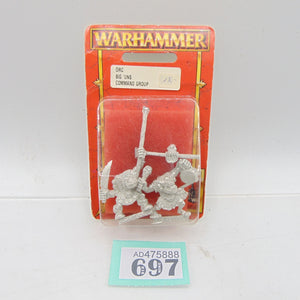 WARHAMMER
ORC
BIG 'UNS
COMMAND GROUP
AD475888
697